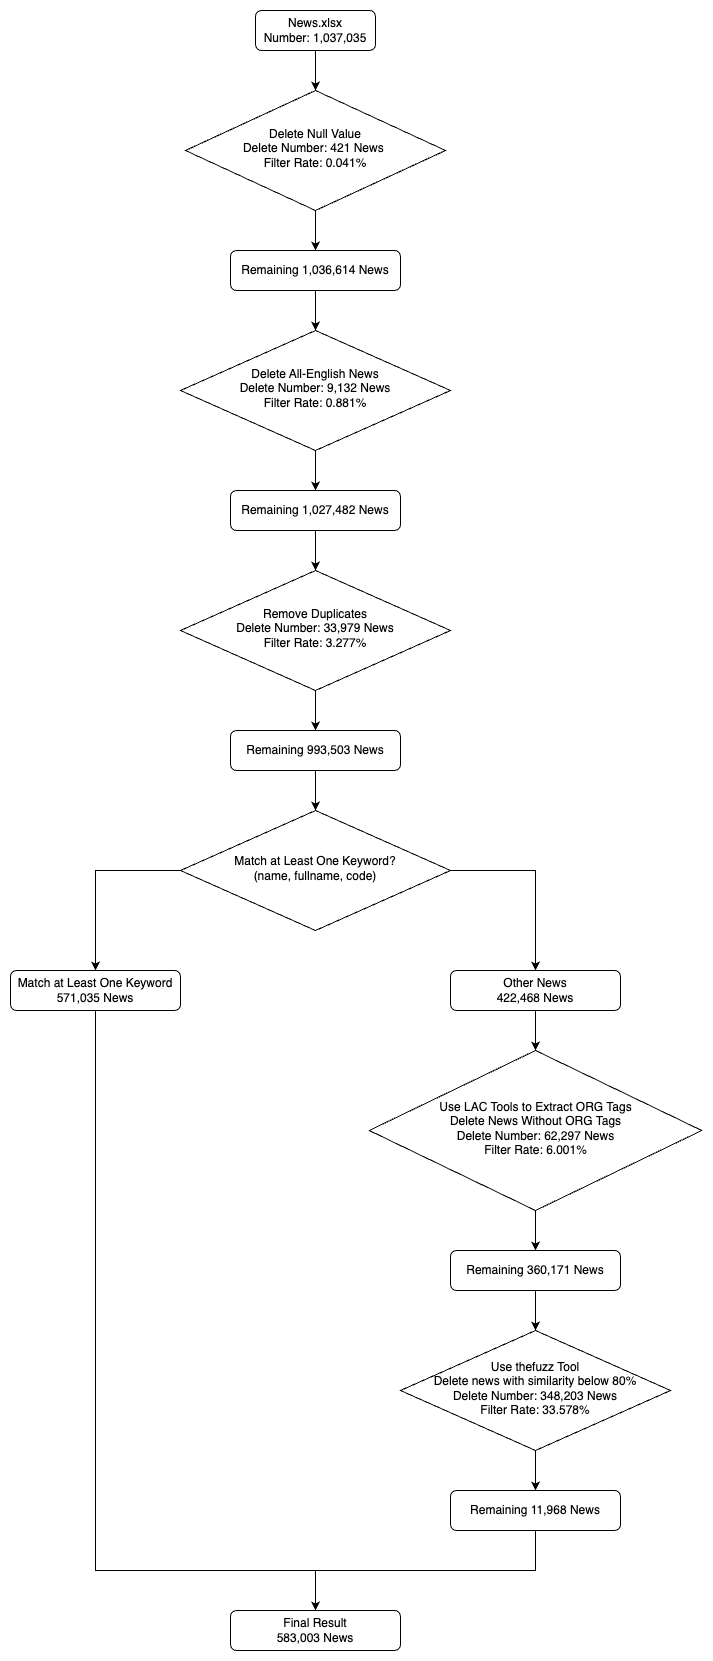 News.xlsx
Number: 1,037,035
Delete Null Value
Delete Number: 421 News
Filter Rate: 0.041%
Remaining 1,036,614 News
Delete All-English News
Delete Number: 9,132 News
Filter Rate: 0.881%
Remaining 1,027,482 News
Remove Duplicates
Delete Number: 33,979 News
Filter Rate: 3.277%
Remaining 993,503 News
Match at Least One Keyword?
(name, fullname, code)
Match at Least One Keyword
571,035 News
Other News
422,468 News
Use LAC Tools to Extract ORG Tags
Delete News Without ORG Tags
Delete Number: 62,297 News
Filter Rate: 6.001%
Remaining 360,171 News
Use thefuzz Tool
Delete news with similarity below 80%
Delete Number: 348,203 News
Filter Rate: 33.578%
Remaining 11,968 News
Final Result
583,003 News